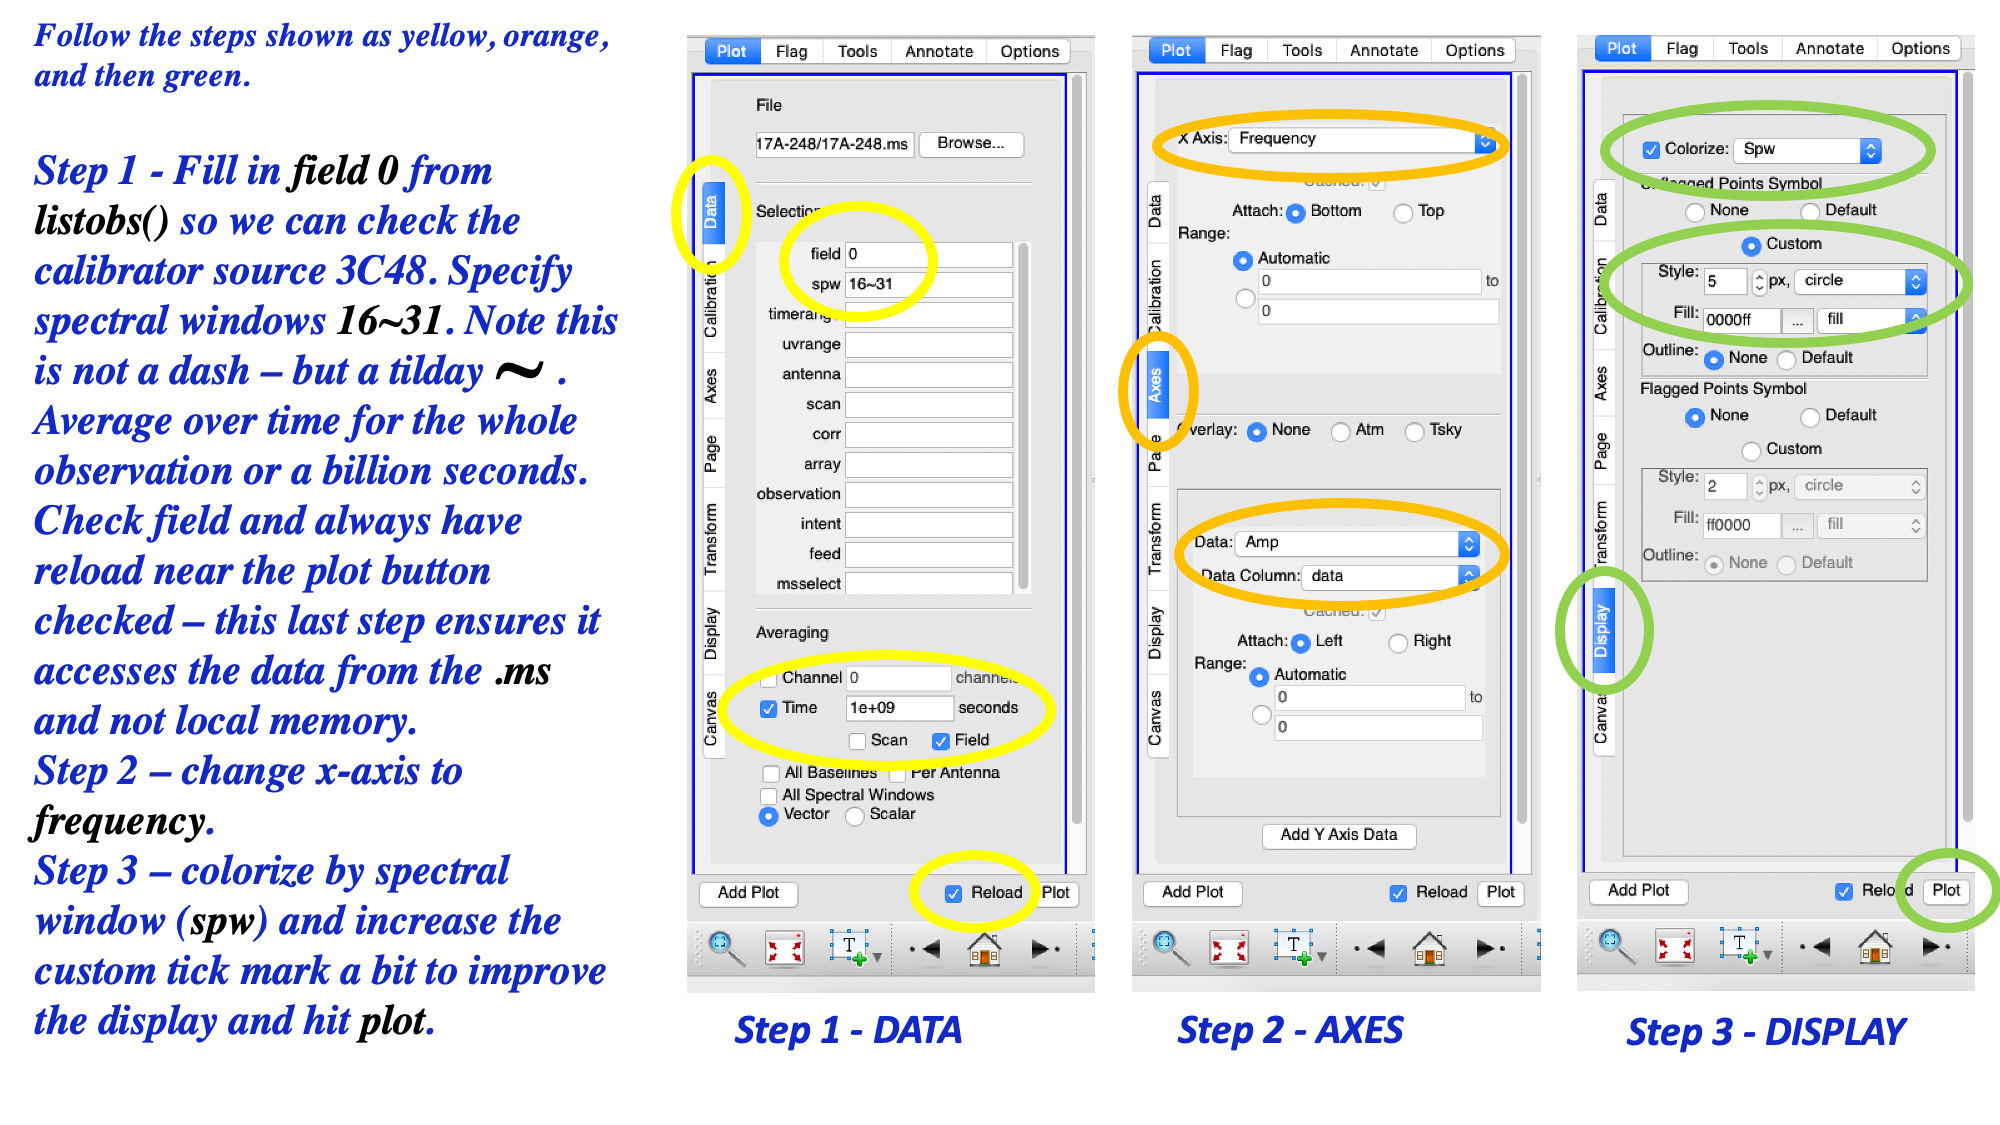 Follow the steps shown as yellow, orange,
and then green.
Step 1 - Fill in field 0 from
listobs() so we can check the
calibrator source 3C48. Specify
spectral windows 16~31. Note this
is not a dash – but a tilday ~ .
Average over time for the whole
observation or a billion seconds.
Check field and always have
reload near the plot button
checked – this last step ensures it
accesses the data from the .ms
and not local memory.
Step 2 – change x-axis to
frequency.
Step 3 – colorize by spectral
window (spw) and increase the
custom tick mark a bit to improve
the display and hit plot.
Plot Flag Tools Annotate Options
Data
Calibration
Axes
Page
Transform
Display
Canvas
File
17A-248/17A-248.ms Browse...
Selection
field 0
spw 16~31
timerange
uvrange
antenna
scan
corr
array
observation
intent
feed
msselect
Averaging
Channel 0 channels
Time 1e+09 seconds
Scan Field
All Baselines Per Antenna
All Spectral Windows
Vector Scalar
Add Plot Reload Plot
T
Step 1 - DATA
Plot Flag Tools Annotate Options
Data
Calibration
Axes
Page
Transform
Display
Canvas
X Axis: Frequency
Cached:
Attach: Bottom Top
Range:
Automatic
0 to
0
Overlay: None Atm Tsky
Data: Amp
Data Column: data
Cached:
Attach: Left Right
Range:
Automatic
0 to
0
Add Y Axis Data
Add Plot Reload Plot
T
Step 2 - AXES
Plot Flag Tools Annotate Options
Data
Calibration
Axes
Page
Transform
Display
Canvas
Colorize: Spw
Unflagged Points Symbol
None Default
Custom
Style: 5 px, circle
Fill: 0000ff ... fill
Outline: None Default
Flagged Points Symbol
None Default
Custom
Style: 2 px, circle
Fill: ff0000 ... fill
Outline: None Default
Add Plot Reload Plot
T
Step 3 - DISPLAY